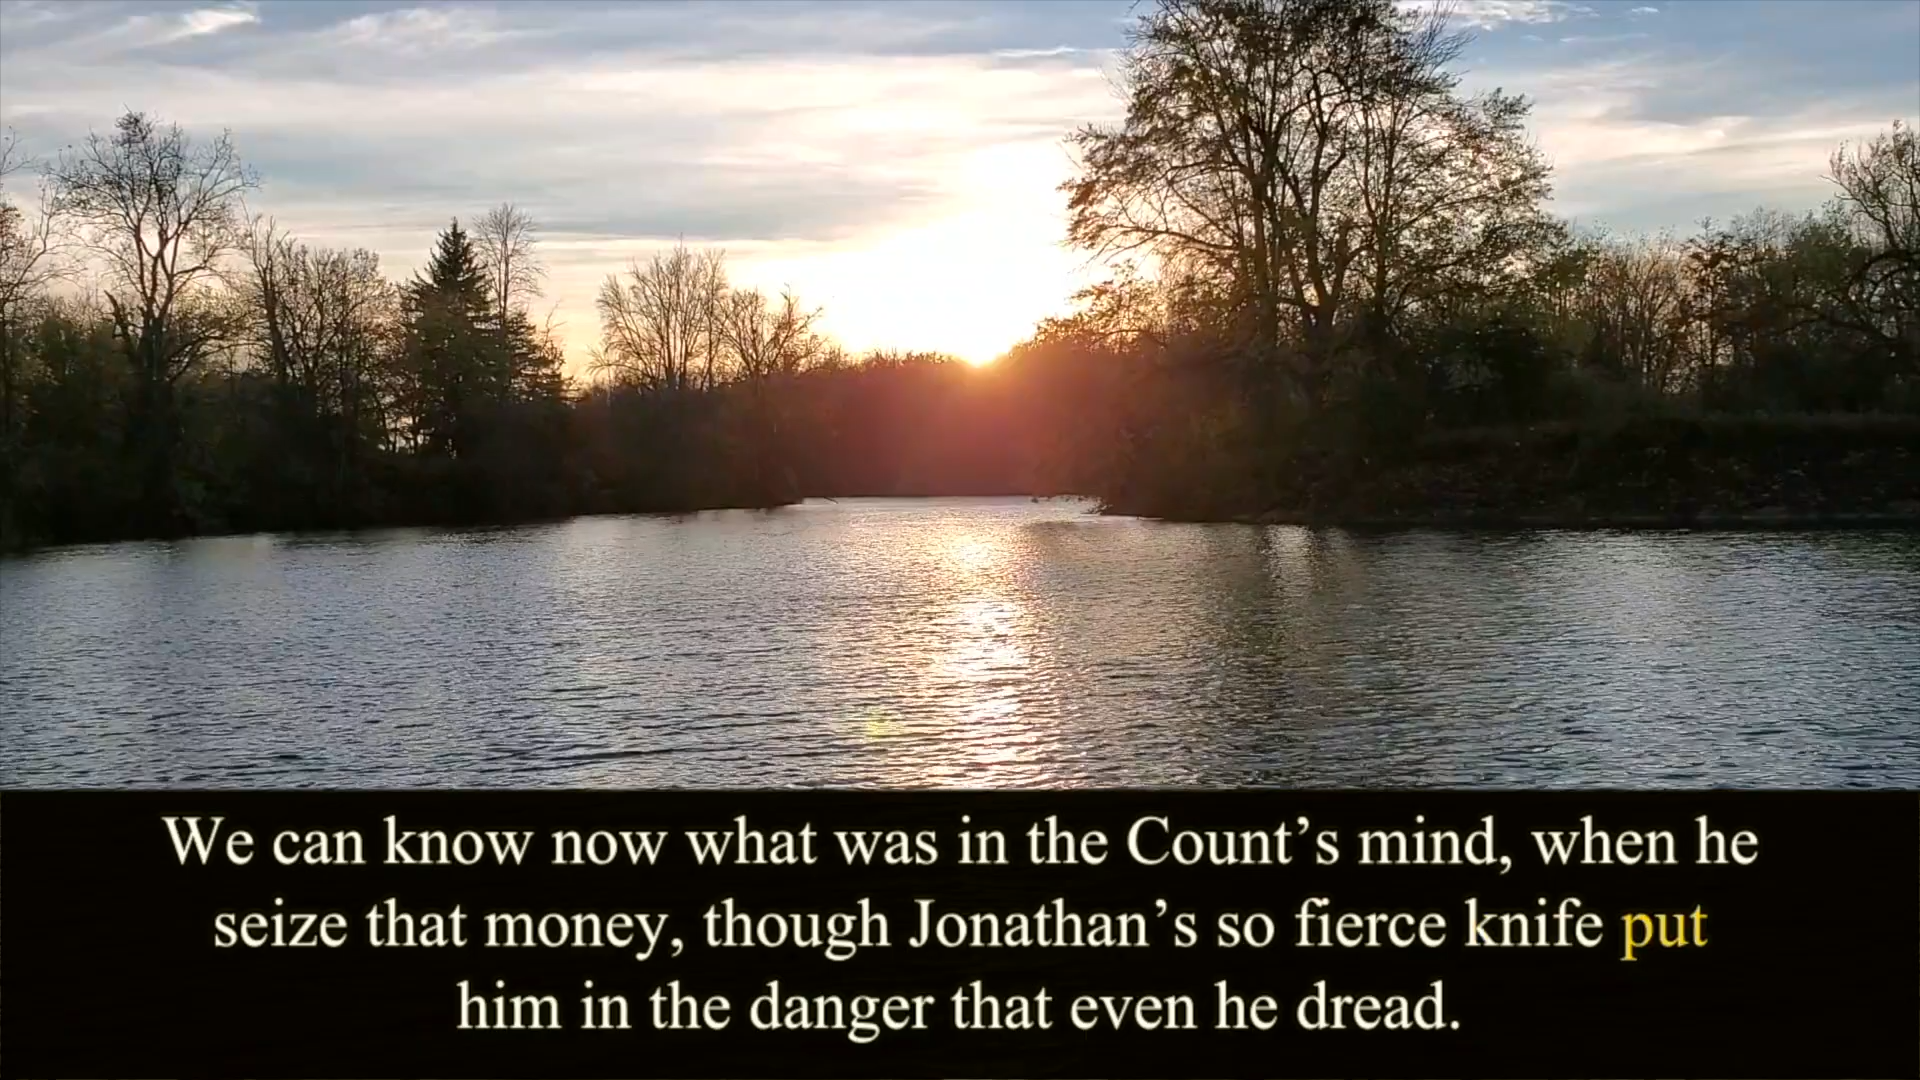 We can know now what was in the Count’s mind, when he
seize that money, though Jonathan’s so fierce knife put
him in the danger that even he dread.